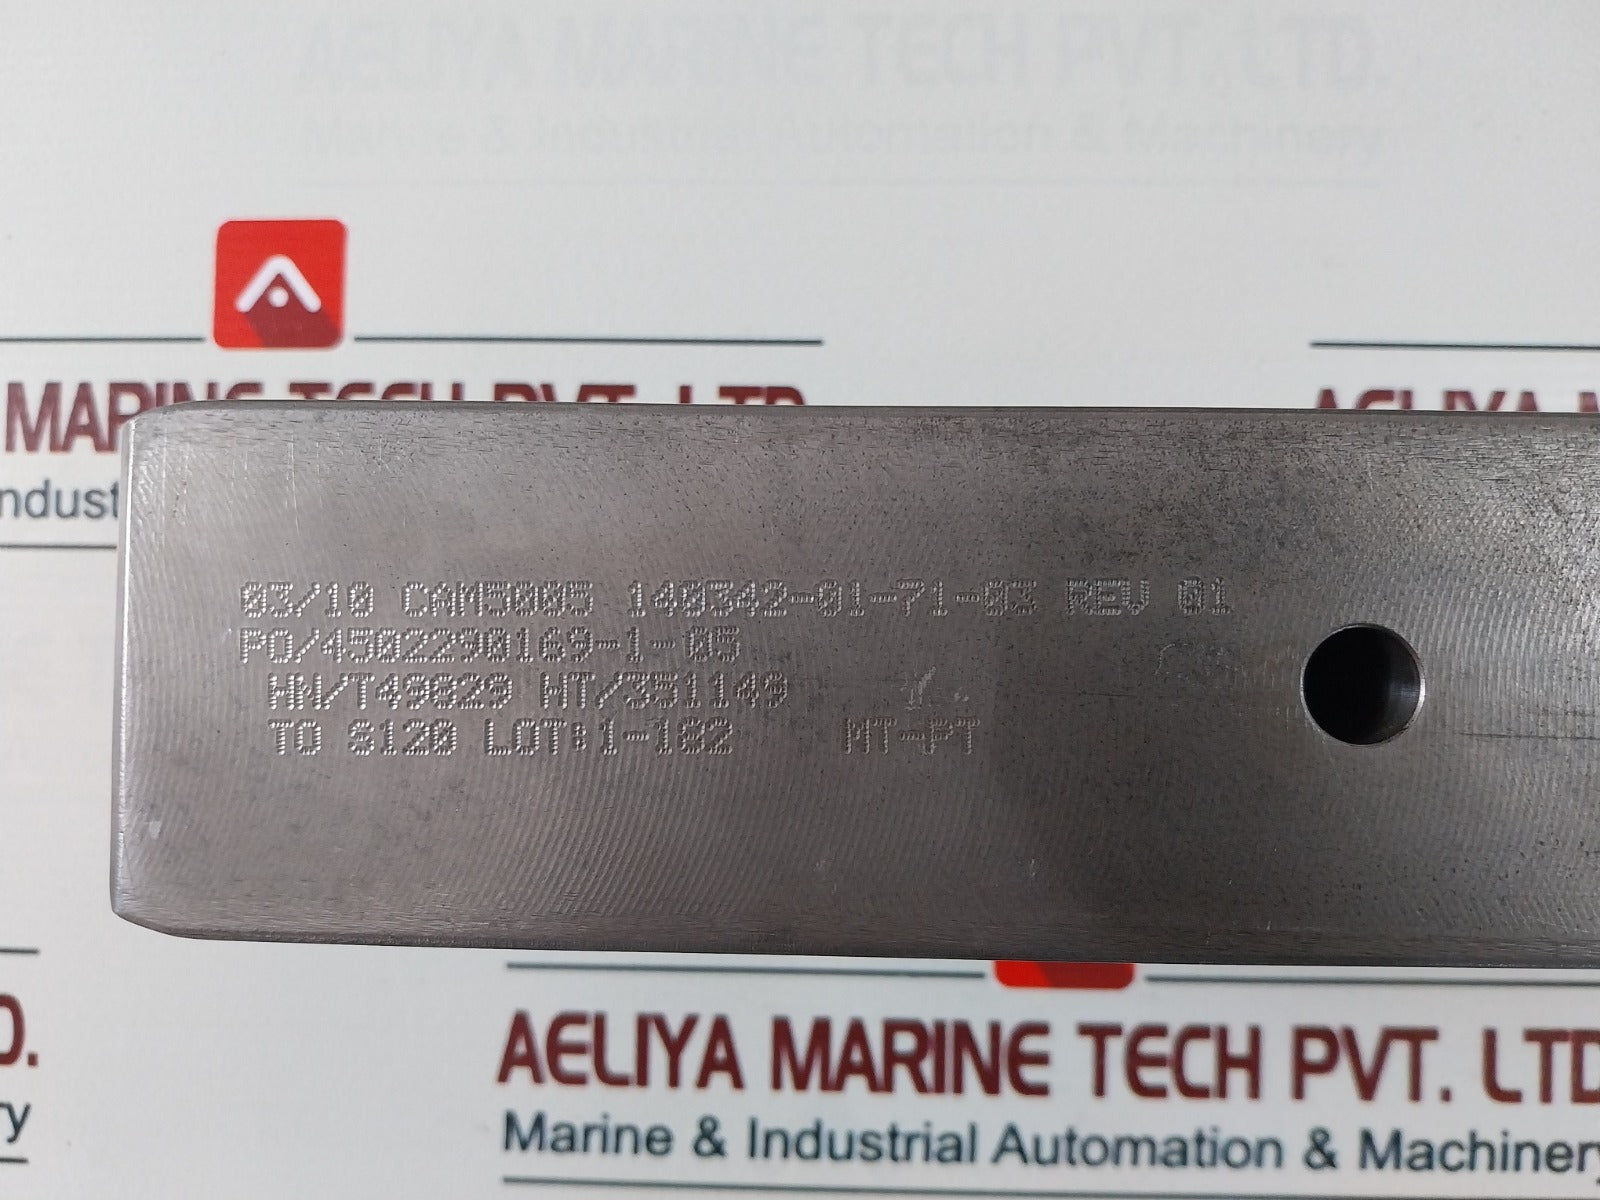 AELIYA MARINE TECH PVT. LTD.
Marine & Industrial Automation & Machinery
MARINE TECH PVT. LTD.
AELIYA
03/10 CAM5005 140342-01-71-03 REV 01
PO/4502290169-1-05
HN/T49829 HT/351149
TO S120 LOT:1-182 MT-PT
D.
ry
AELIYA MARINE TECH PVT. LTD
Marine & Industrial Automation & Machinery